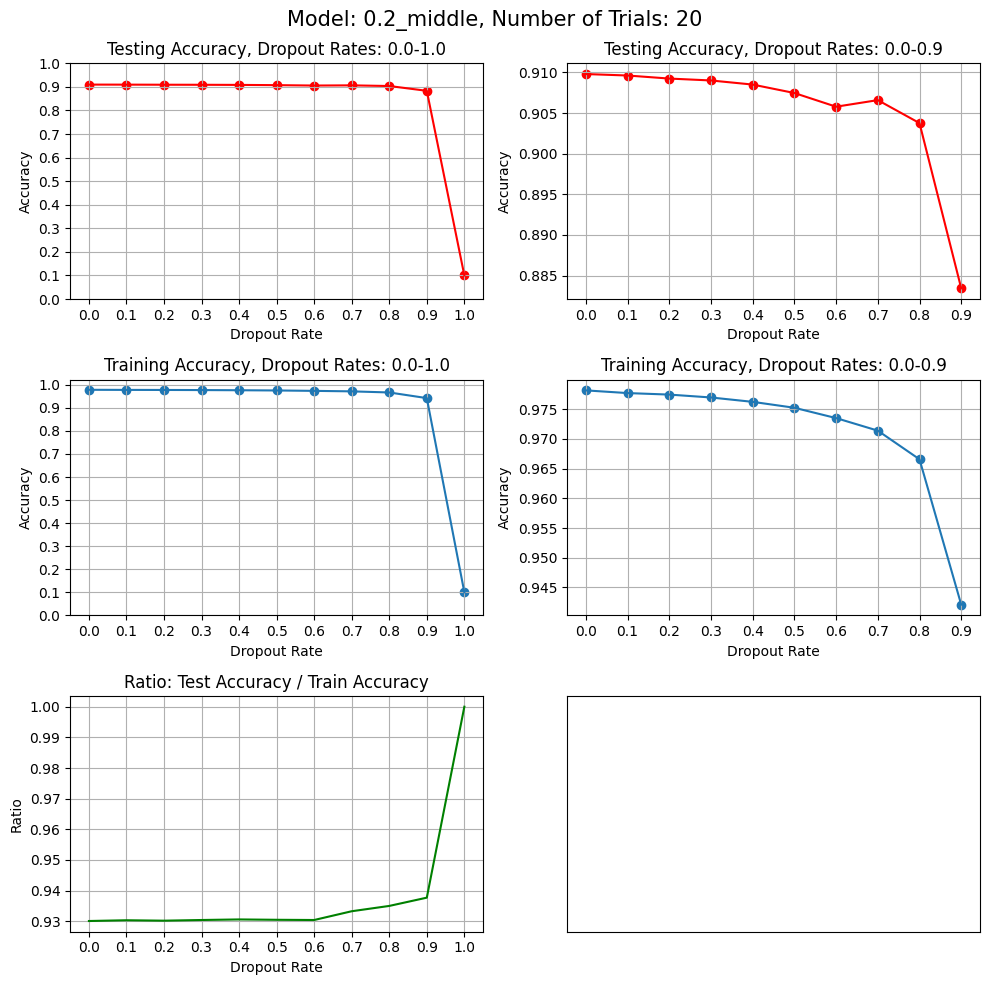 Model: 0.2_middle, Number of Trials: 20
Testing Accuracy, Dropout Rates: 0.0-1.0
1.0
0.9
0.8
0.7
0.6
0.5
0.4
0.3
0.2
0.1
0.0
Accuracy
0.0 0.1 0.2 0.3 0.4 0.5 0.6 0.7 0.8 0.9 1.0
Dropout Rate
Testing Accuracy, Dropout Rates: 0.0-0.9
0.910
0.905
0.900
0.895
0.890
0.885
Accuracy
0.0 0.1 0.2 0.3 0.4 0.5 0.6 0.7 0.8 0.9
Dropout Rate
Training Accuracy, Dropout Rates: 0.0-1.0
1.0
0.9
0.8
0.7
0.6
0.5
0.4
0.3
0.2
0.1
0.0
Accuracy
0.0 0.1 0.2 0.3 0.4 0.5 0.6 0.7 0.8 0.9 1.0
Dropout Rate
Training Accuracy, Dropout Rates: 0.0-0.9
0.975
0.970
0.965
0.960
0.955
0.950
0.945
Accuracy
0.0 0.1 0.2 0.3 0.4 0.5 0.6 0.7 0.8 0.9
Dropout Rate
Ratio: Test Accuracy / Train Accuracy
1.00
0.99
0.98
0.97
0.96
0.95
0.94
0.93
Ratio
0.0 0.1 0.2 0.3 0.4 0.5 0.6 0.7 0.8 0.9 1.0
Dropout Rate